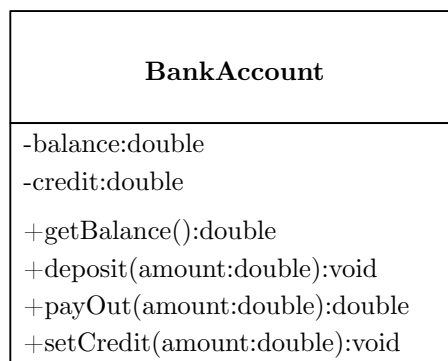 BankAccount
-balance:double
-credit:double
+getBalance():double
+deposit(amount:double):void
+payOut(amount:double):double
+setCredit(amount:double):void